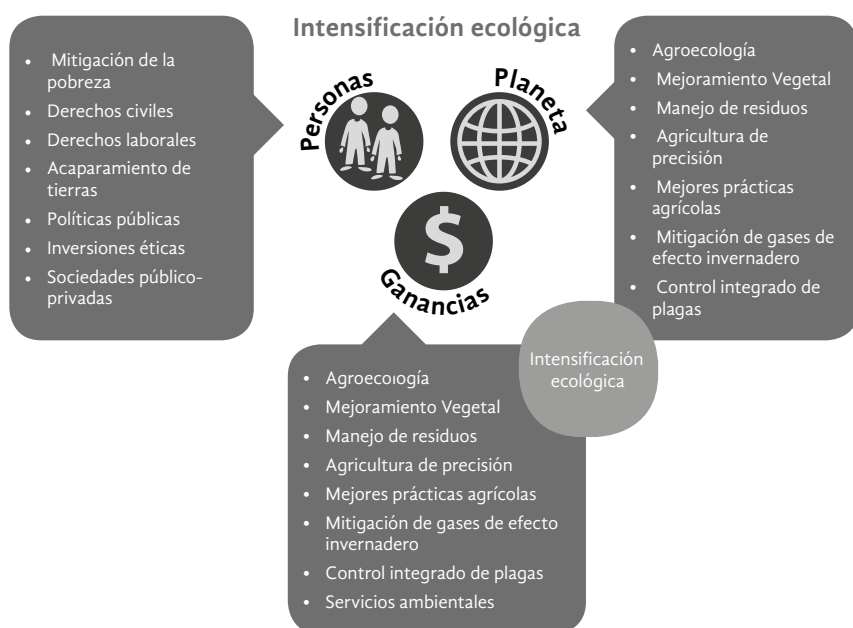 Intensificación ecológica
• Mitigación de la
pobreza
• Derechos civiles
• Derechos laborales
• Acaparamiento de
tierras
• Políticas públicas
• Inversiones éticas
• Sociedades público-
privadas
Personas
Planeta
$
Ganancias
• Agroecología
• Mejoramiento Vegetal
• Manejo de residuos
• Agricultura de
precisión
• Mejores prácticas
agrícolas
• Mitigación de gases de
efecto invernadero
• Control integrado de
plagas
Intensificación
ecológica
• Agroecología
• Mejoramiento Vegetal
• Manejo de residuos
• Agricultura de precisión
• Mejores prácticas agrícolas
• Mitigación de gases de efecto
invernadero
• Control integrado de plagas
• Servicios ambientales